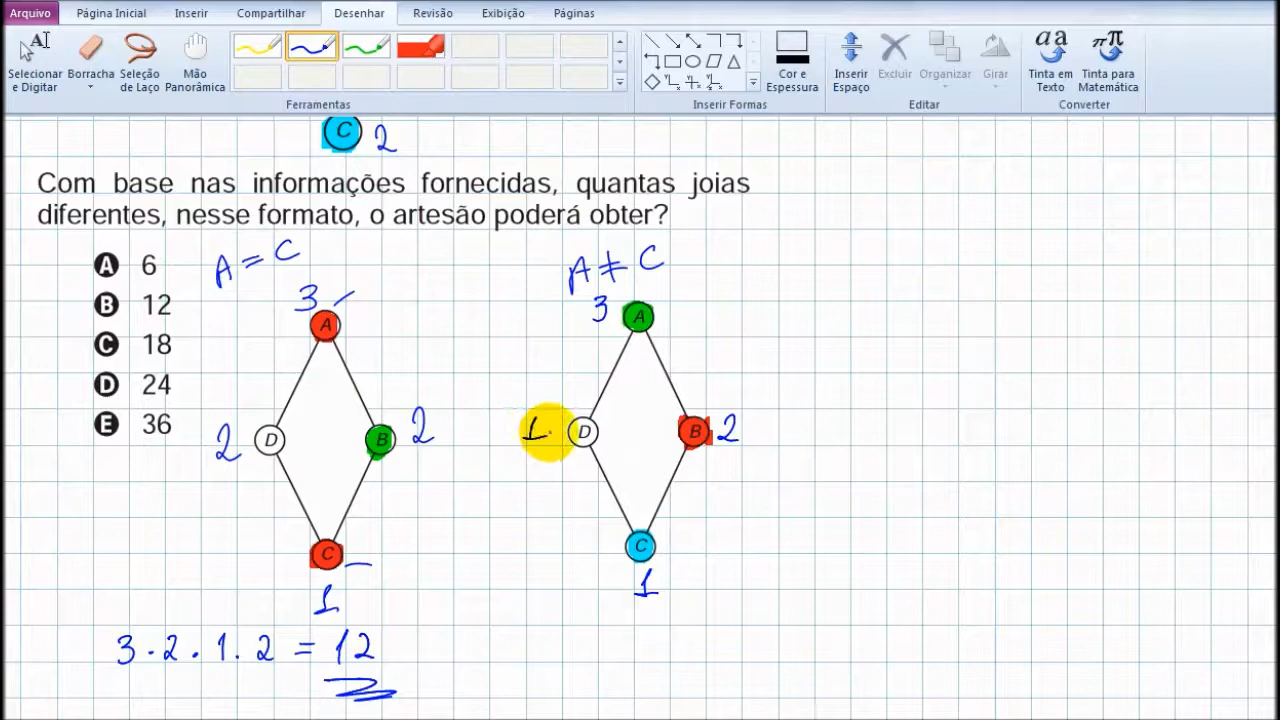 Arquivo Página Inicial Inserir Compartilhar Desenhar Revisão Exibição Páginas
Selecionar e Digitar
Borracha
Seleção de Laço
Mão Panorâmica
Ferramentas
Inserir Formas
Cor e Espessura
Inserir Espaço
Excluir
Organizar
Girar
Editar
aa
Tinta em Texto
ππ
Tinta para Matemática
Converter
C 2
Com base nas informações fornecidas, quantas joias
diferentes, nesse formato, o artesão poderá obter?
A 6
B 12
C 18
D 24
E 36
A = C
3
A
2 D
B 2
C
1
3 · 2 · 1 · 2 = 12
A ≠ C
3 A
1 · D
B 2
C
1